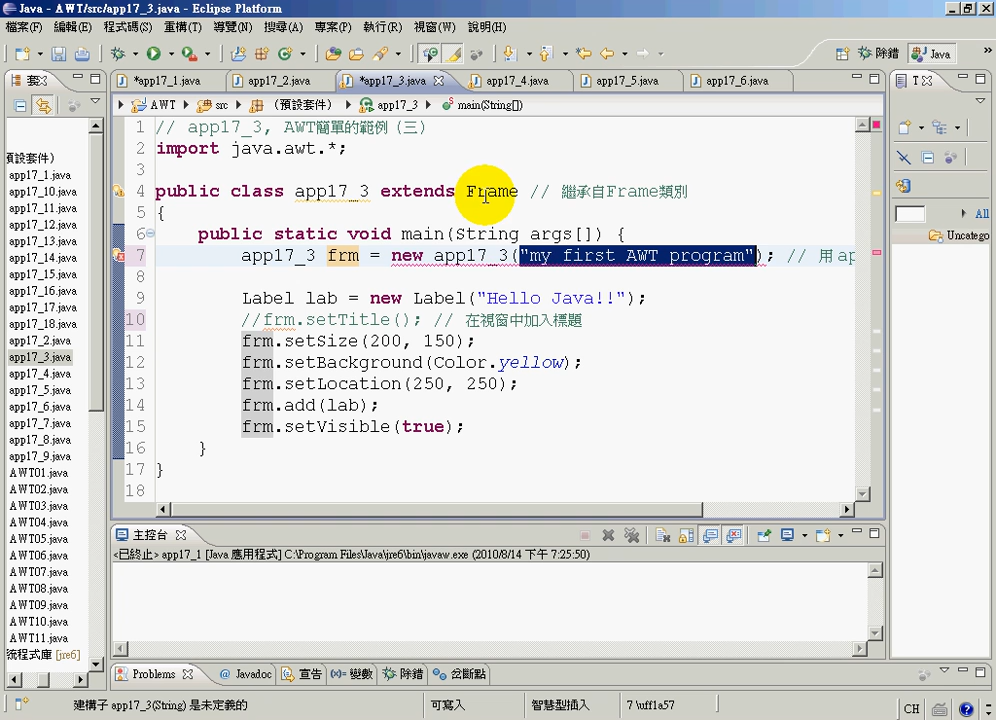 Java - AWT/src/app17_3.java - Eclipse Platform
檔案(F) 編輯(E) 程式碼(S) 重構(T) 導覽(N) 搜尋(A) 專案(P) 執行(R) 視窗(W) 說明(H)
除錯 Java
套 *app17_1.java app17_2.java *app17_3.java app17_4.java app17_5.java app17_6.java T
AWT src (預設套件) app17_3 main(String[])
1 // app17_3, AWT簡單的範例 (三)
2 import java.awt.*;
3
4 public class app17_3 extends Frame // 繼承自Frame類別
5 {
6 public static void main(String args[]) {
7 app17_3 frm = new app17_3("my first AWT program"); // 用 ap
8
9 Label lab = new Label("Hello Java!!");
10 //frm.setTitle(); // 在視窗中加入標題
11 frm.setSize(200, 150);
12 frm.setBackground(Color.yellow);
13 frm.setLocation(250, 250);
14 frm.add(lab);
15 frm.setVisible(true);
16 }
17 }
18
預設套件)
app17_1.java
app17_10.java
app17_11.java
app17_12.java
app17_13.java
app17_14.java
app17_15.java
app17_16.java
app17_17.java
app17_18.java
app17_2.java
app17_3.java
app17_4.java
app17_5.java
app17_6.java
app17_7.java
app17_8.java
app17_9.java
AWT01.java
AWT02.java
AWT03.java
AWT04.java
AWT05.java
AWT06.java
AWT07.java
AWT08.java
AWT09.java
AWT10.java
AWT11.java
統程式庫 [jre6]
All
Uncatego
主控台
<已終止> app17_1 [Java 應用程式] C:\Program Files\Java\jre6\bin\javaw.exe (2010/8/14 下午 7:25:50)
Problems Javadoc 宣告 變數 除錯 岔斷點
建構子 app17_3(String) 是未定義的 可寫入 智慧型插入 7 \uff1a57 CH